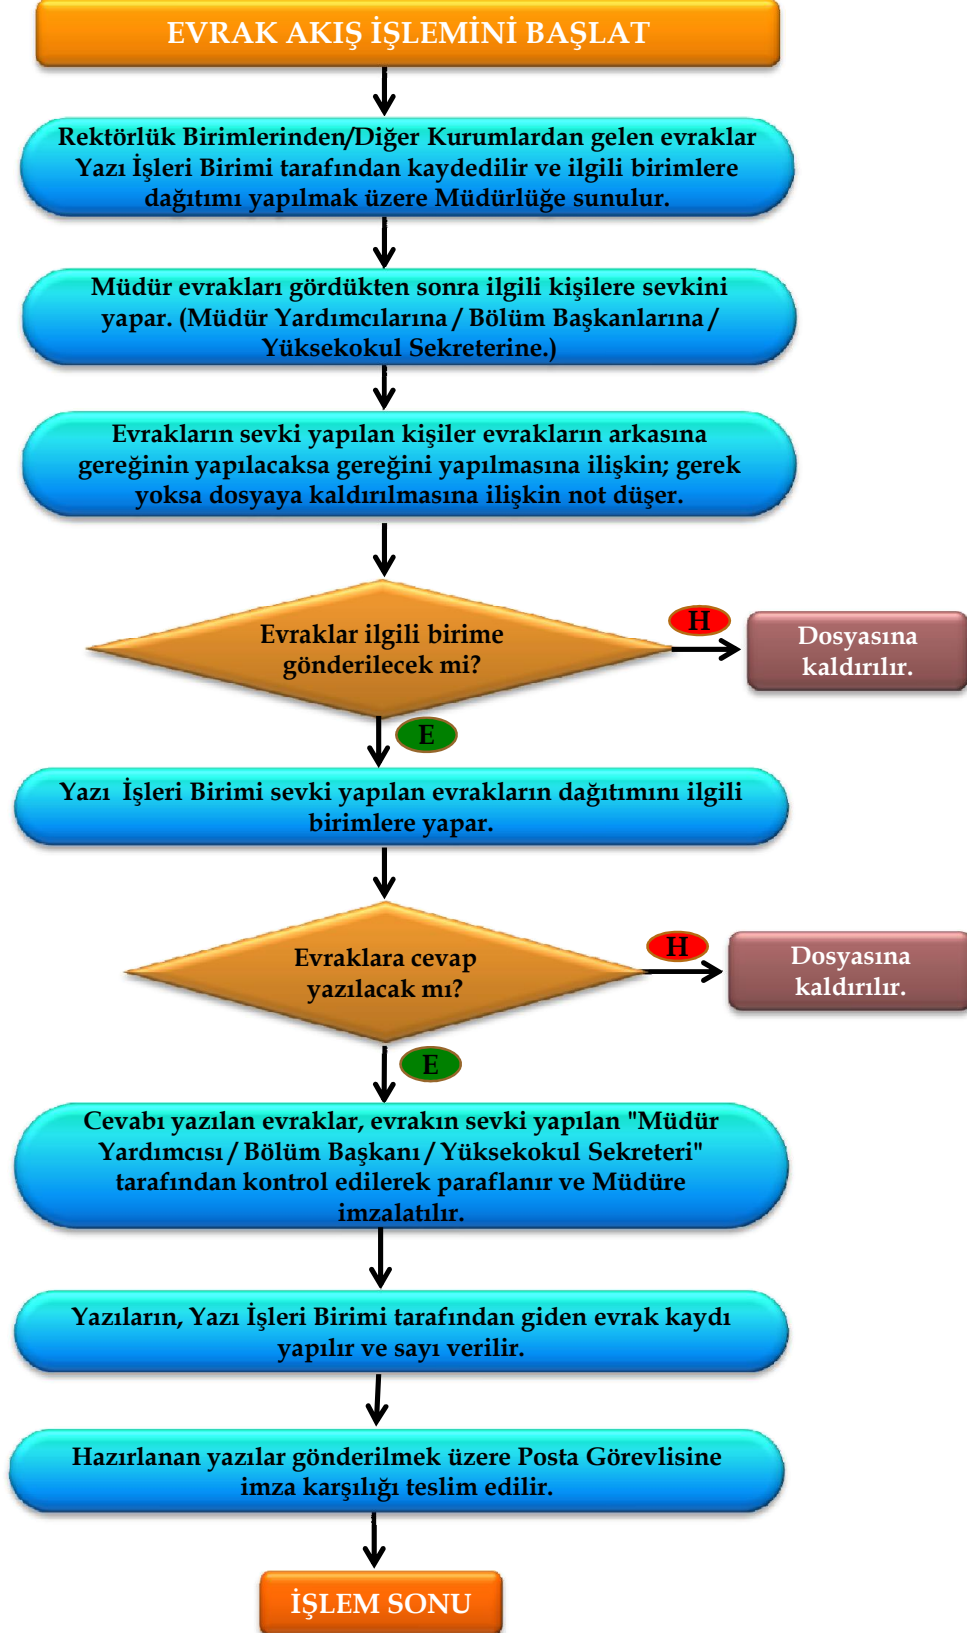 EVRAK AKIŞ İŞLEMİNİ BAŞLAT
Rektörlük Birimlerinden/Diğer Kurumlardan gelen evraklar
Yazı İşleri Birimi tarafından kaydedilir ve ilgili birimlere
dağıtımı yapılmak üzere Müdürlüğe sunulur.
Müdür evrakları gördükten sonra ilgili kişilere sevkini
yapar. (Müdür Yardımcılarına / Bölüm Başkanlarına /
Yüksekokul Sekreterine.)
Evrakların sevki yapılan kişiler evrakların arkasına
gereğinin yapılacaksa gereğini yapılmasına ilişkin; gerek
yoksa dosyaya kaldırılmasına ilişkin not düşer.
Evraklar ilgili birime
gönderilecek mi?
H
Dosyasına
kaldırılır.
E
Yazı İşleri Birimi sevki yapılan evrakların dağıtımını ilgili
birimlere yapar.
Evraklara cevap
yazılacak mı?
H
Dosyasına
kaldırılır.
E
Cevabı yazılan evraklar, evrakın sevki yapılan "Müdür
Yardımcısı / Bölüm Başkanı / Yüksekokul Sekreteri"
tarafından kontrol edilerek paraflanır ve Müdüre
imzalatılır.
Yazıların, Yazı İşleri Birimi tarafından giden evrak kaydı
yapılır ve sayı verilir.
Hazırlanan yazılar gönderilmek üzere Posta Görevlisine
imza karşılığı teslim edilir.
İŞLEM SONU